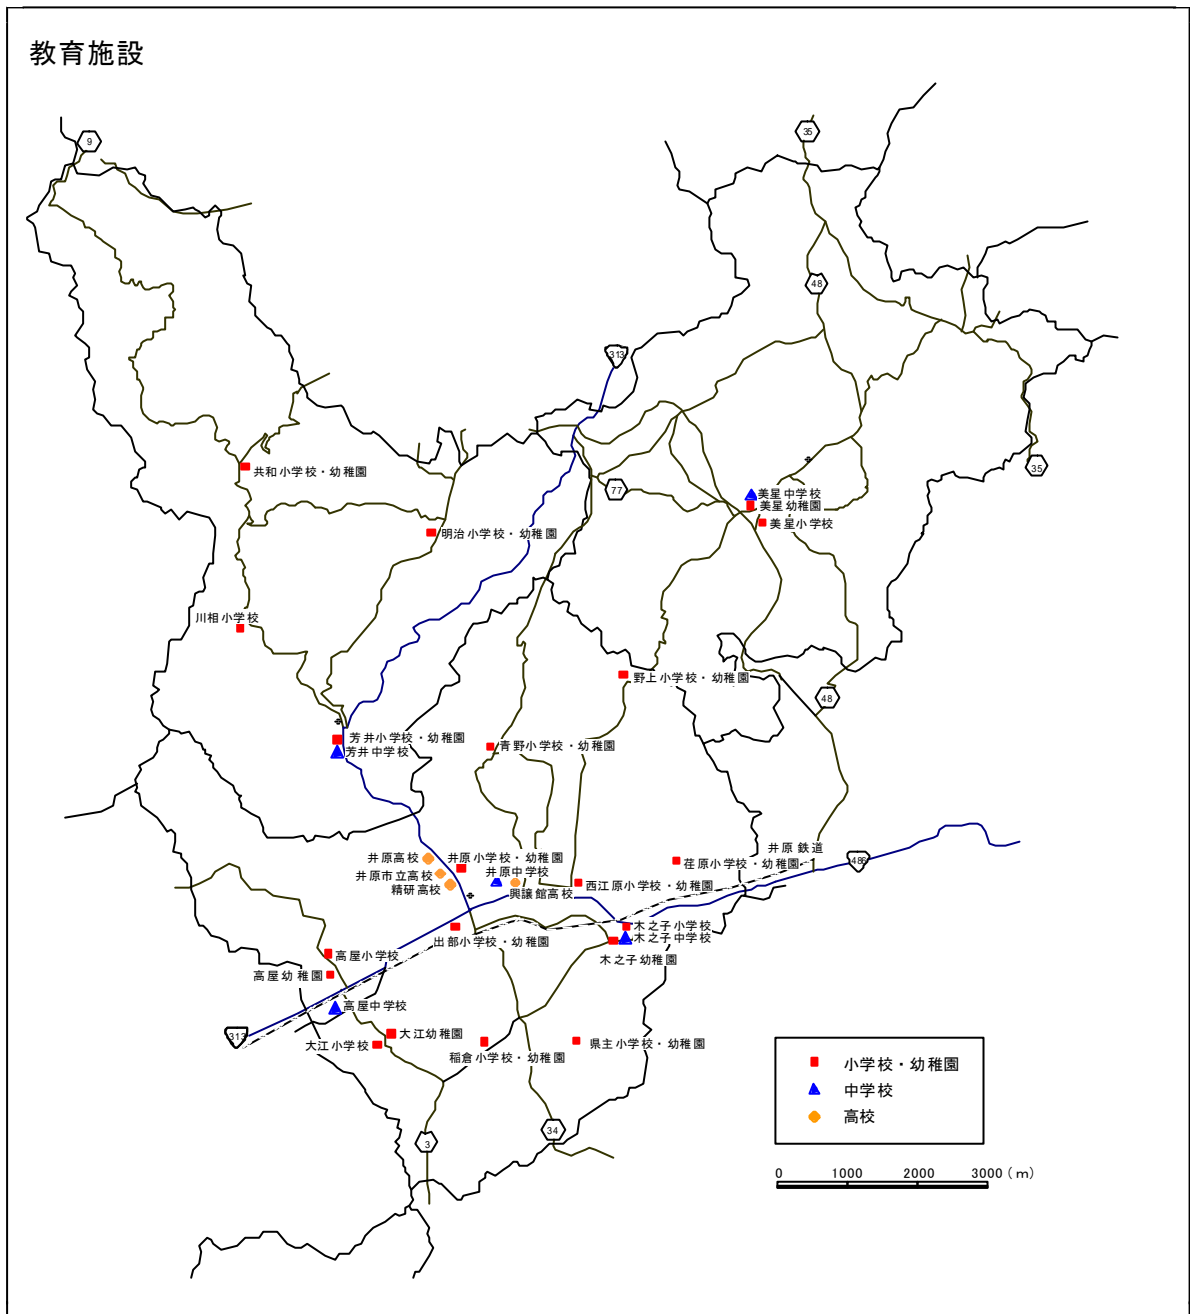 教育施設
9
35
48
313
共和小学校・幼稚園
77
35
美星中学校
美星幼稚園
美星小学校
明治小学校・幼稚園
川相小学校
野上小学校・幼稚園
48
芳井小学校・幼稚園
芳井中学校
青野小学校・幼稚園
井原鉄道
486
井原高校
井原小学校・幼稚園
井原市立高校
井原中学校
精研高校
興譲館高校
西江原小学校・幼稚園
荏原小学校・幼稚園
出部小学校・幼稚園
木之子小学校
木之子中学校
木之子幼稚園
高屋小学校
高屋幼稚園
高屋中学校
313
大江幼稚園
大江小学校
稲倉小学校・幼稚園
県主小学校・幼稚園
3
34
小学校・幼稚園
中学校
高校
0 1000 2000 3000(m)